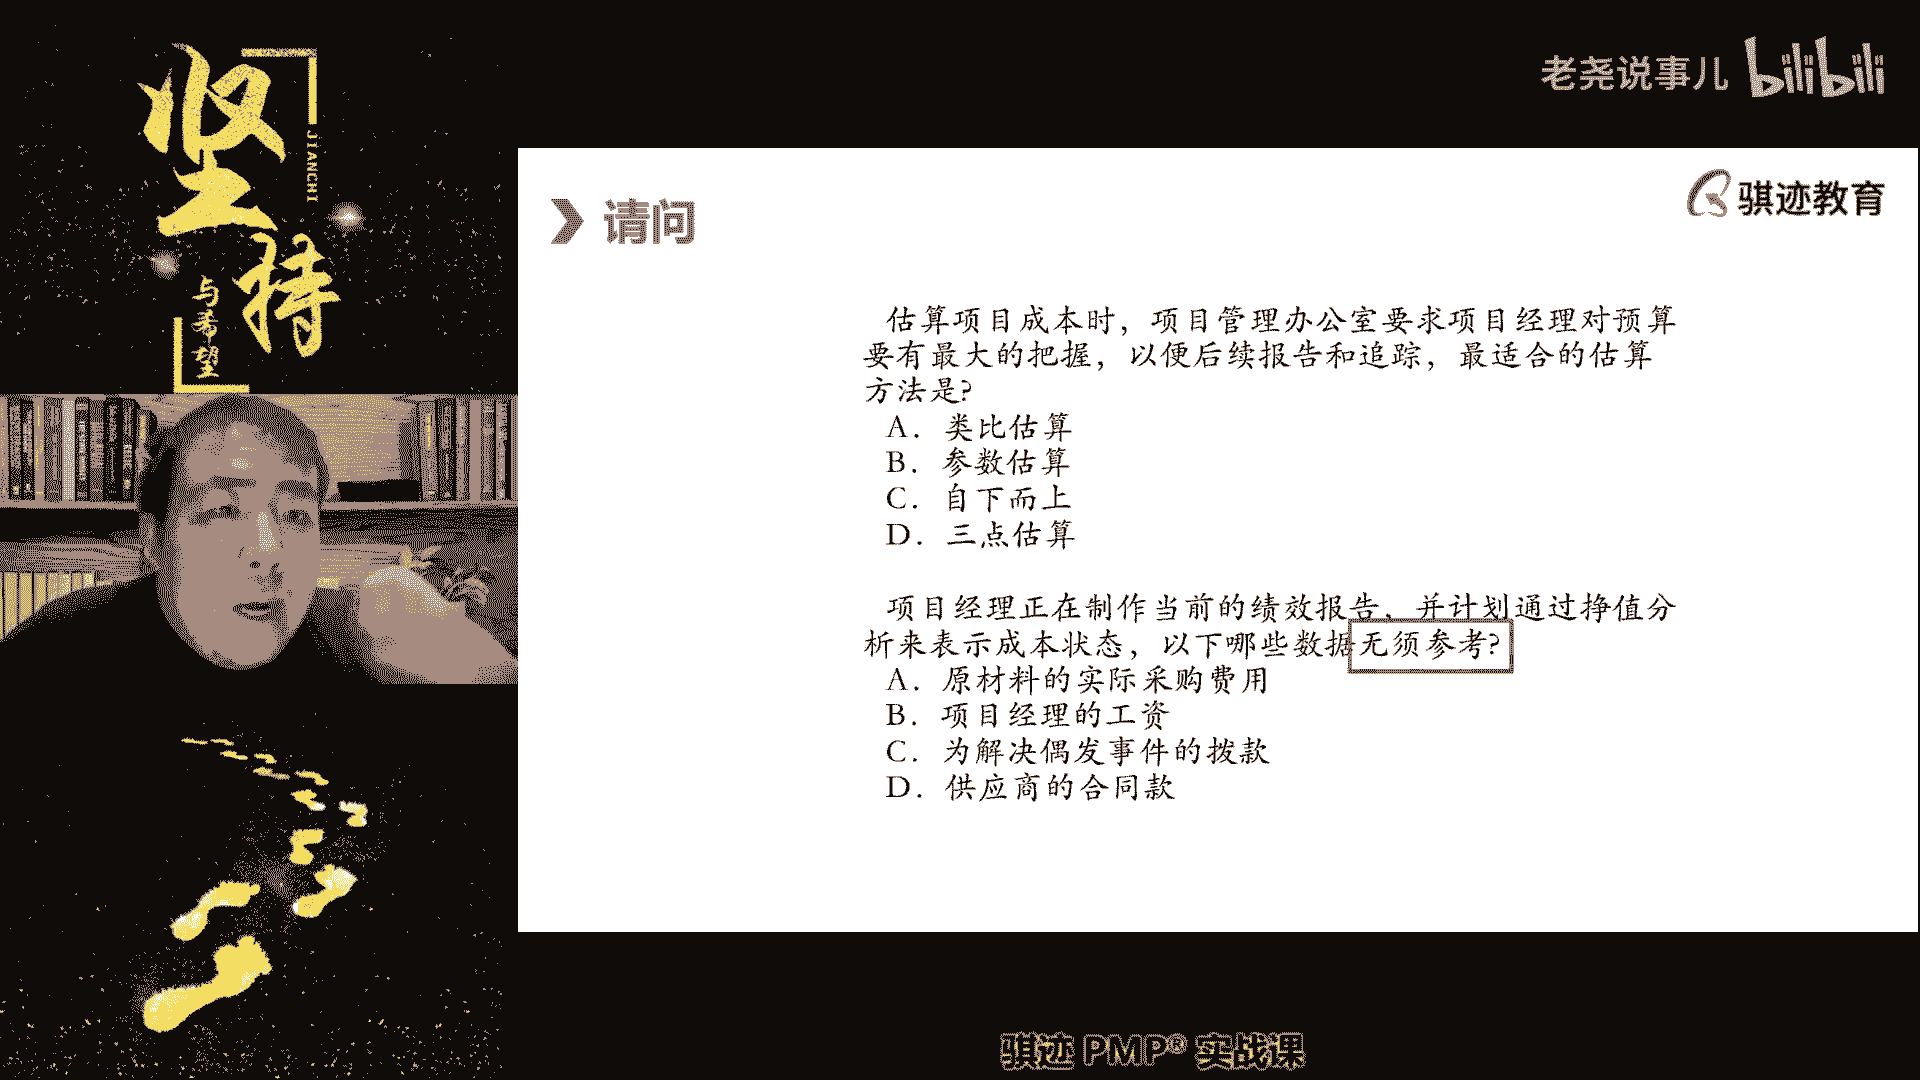 坚持
JIANCHI
与希望
老尧说事儿 bilibili
骐迹教育
请问
估算项目成本时，项目管理办公室要求项目经理对预算
要有最大的把握，以便后续报告和追踪，最适合的估算
方法是?
A. 类比估算
B. 参数估算
C. 自下而上
D. 三点估算
项目经理正在制作当前的绩效报告，并计划通过挣值分
析来表示成本状态，以下哪些数据无须参考?
A. 原材料的实际采购费用
B. 项目经理的工资
C. 为解决偶发事件的拨款
D. 供应商的合同款
骐迹 PMP® 实战课